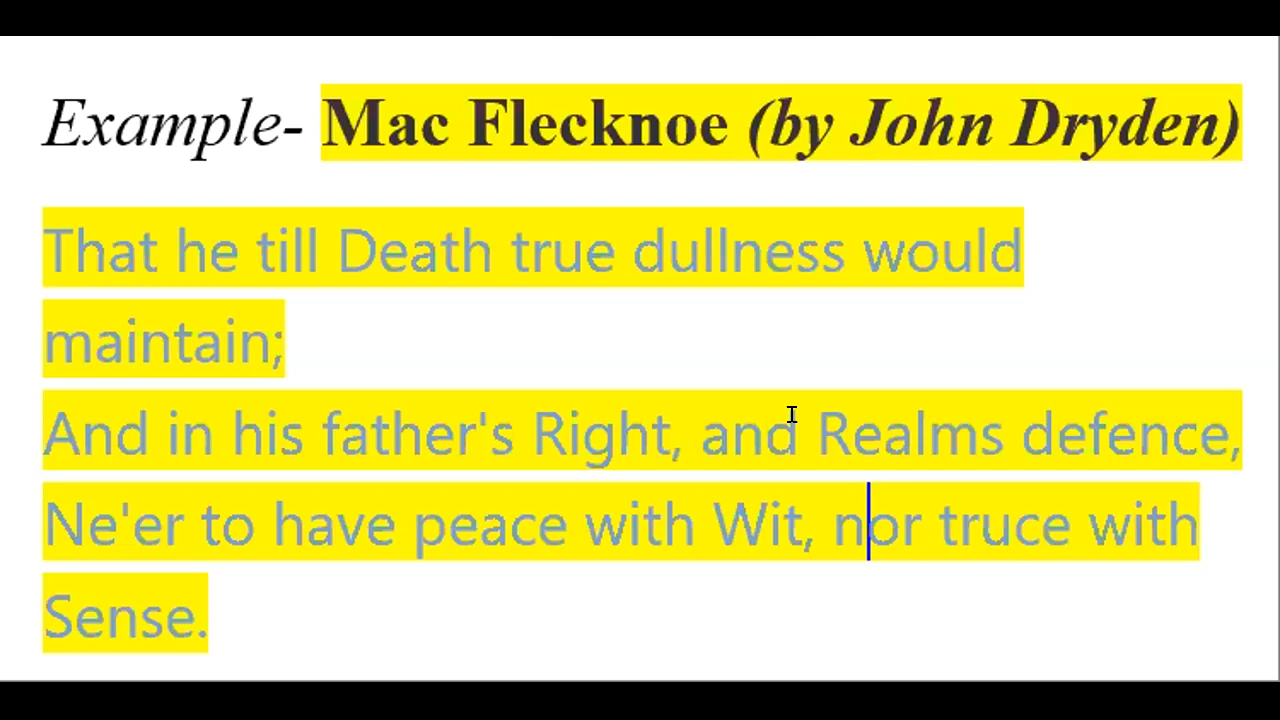 Example- Mac Flecknoe (by John Dryden)
That he till Death true dullness would
maintain;
And in his father's Right, and Realms defence,
Ne'er to have peace with Wit, nor truce with
Sense.